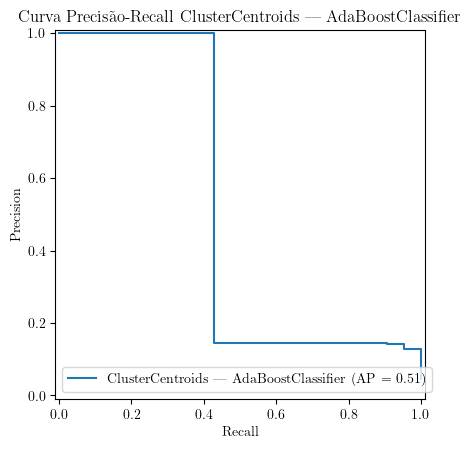 Curva Precisão-Recall ClusterCentroids — AdaBoostClassifier
1.0
0.8
0.6
0.4
0.2
0.0
Precision
ClusterCentroids — AdaBoostClassifier (AP = 0.51)
0.0 0.2 0.4 0.6 0.8 1.0
Recall